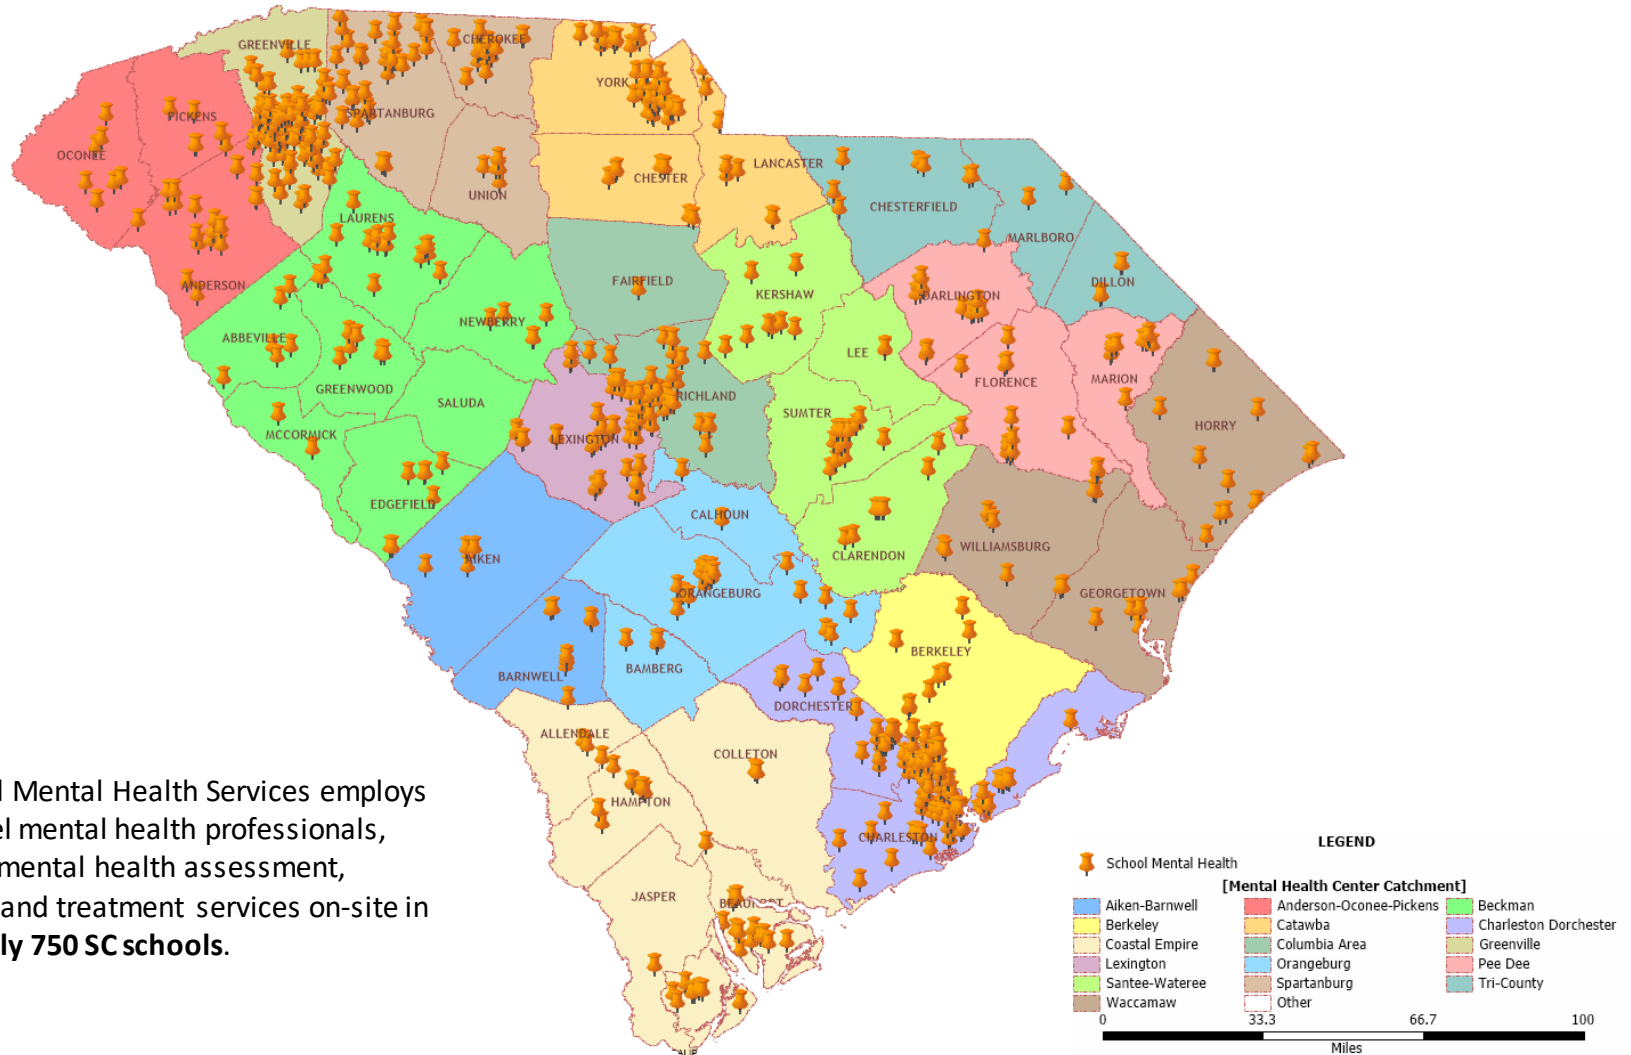 GREENVILLE
CHEROKEE
PICKENS
SPARTANBURG
YORK
OCONEE
UNION
CHESTER
LANCASTER
LAURENS
CHESTERFIELD
MARLBORO
ANDERSON
FAIRFIELD
KERSHAW
DARLINGTON
DILLON
ABBEVILLE
NEWBERRY
LEE
GREENWOOD
SALUDA
RICHLAND
FLORENCE
MARION
MCCORMICK
LEXINGTON
SUMTER
HORRY
EDGEFIELD
CALHOUN
CLARENDON
WILLIAMSBURG
AIKEN
ORANGEBURG
GEORGETOWN
BARNWELL
BAMBERG
BERKELEY
DORCHESTER
ALLENDALE
COLLETON
HAMPTON
CHARLESTON
JASPER
BEAUFORT
Mental Health Services employs
mental health professionals,
mental health assessment,
and treatment services on-site in
750 SC schools.
LEGEND
School Mental Health
[Mental Health Center Catchment]
Aiken-Barnwell Anderson-Oconee-Pickens Beckman
Berkeley Catawba Charleston Dorchester
Coastal Empire Columbia Area Greenville
Lexington Orangeburg Pee Dee
Santee-Wateree Spartanburg Tri-County
Waccamaw Other
0 33.3 66.7 100
Miles